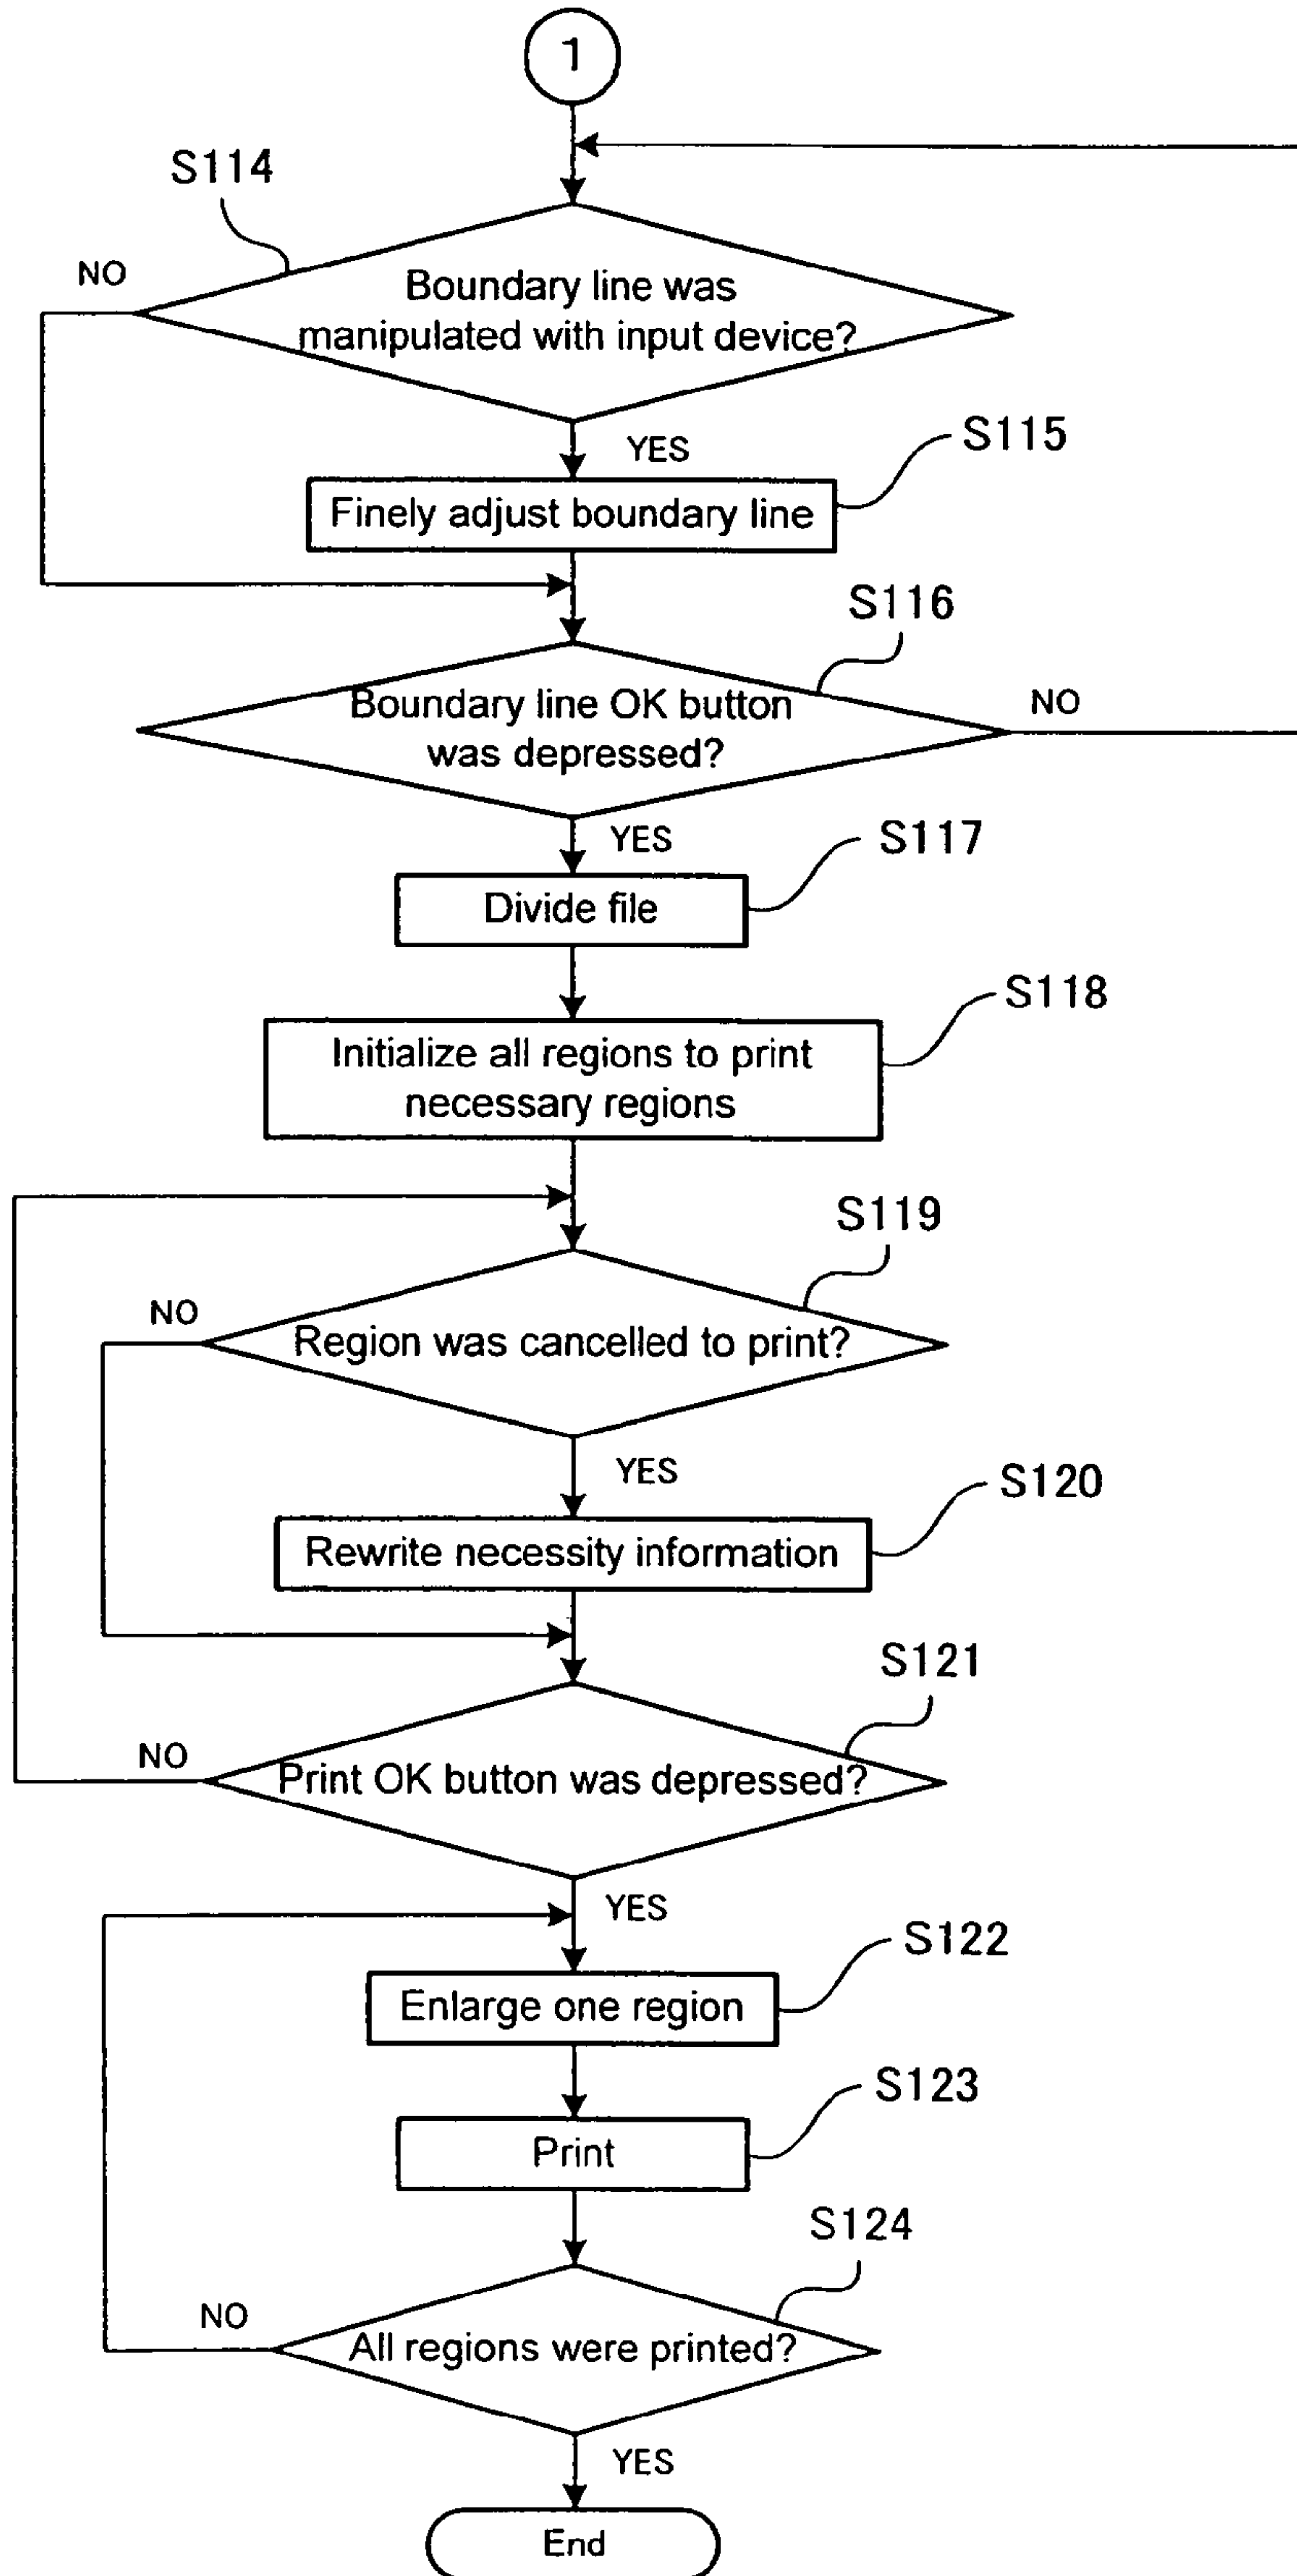 1
S114
NO
Boundary line was
manipulated with input device?
YES
S115
Finely adjust boundary line
S116
Boundary line OK button
was depressed?
NO
YES
S117
Divide file
S118
Initialize all regions to print
necessary regions
S119
NO
Region was cancelled to print?
YES
S120
Rewrite necessity information
S121
NO
Print OK button was depressed?
YES
S122
Enlarge one region
S123
Print
S124
NO
All regions were printed?
YES
End